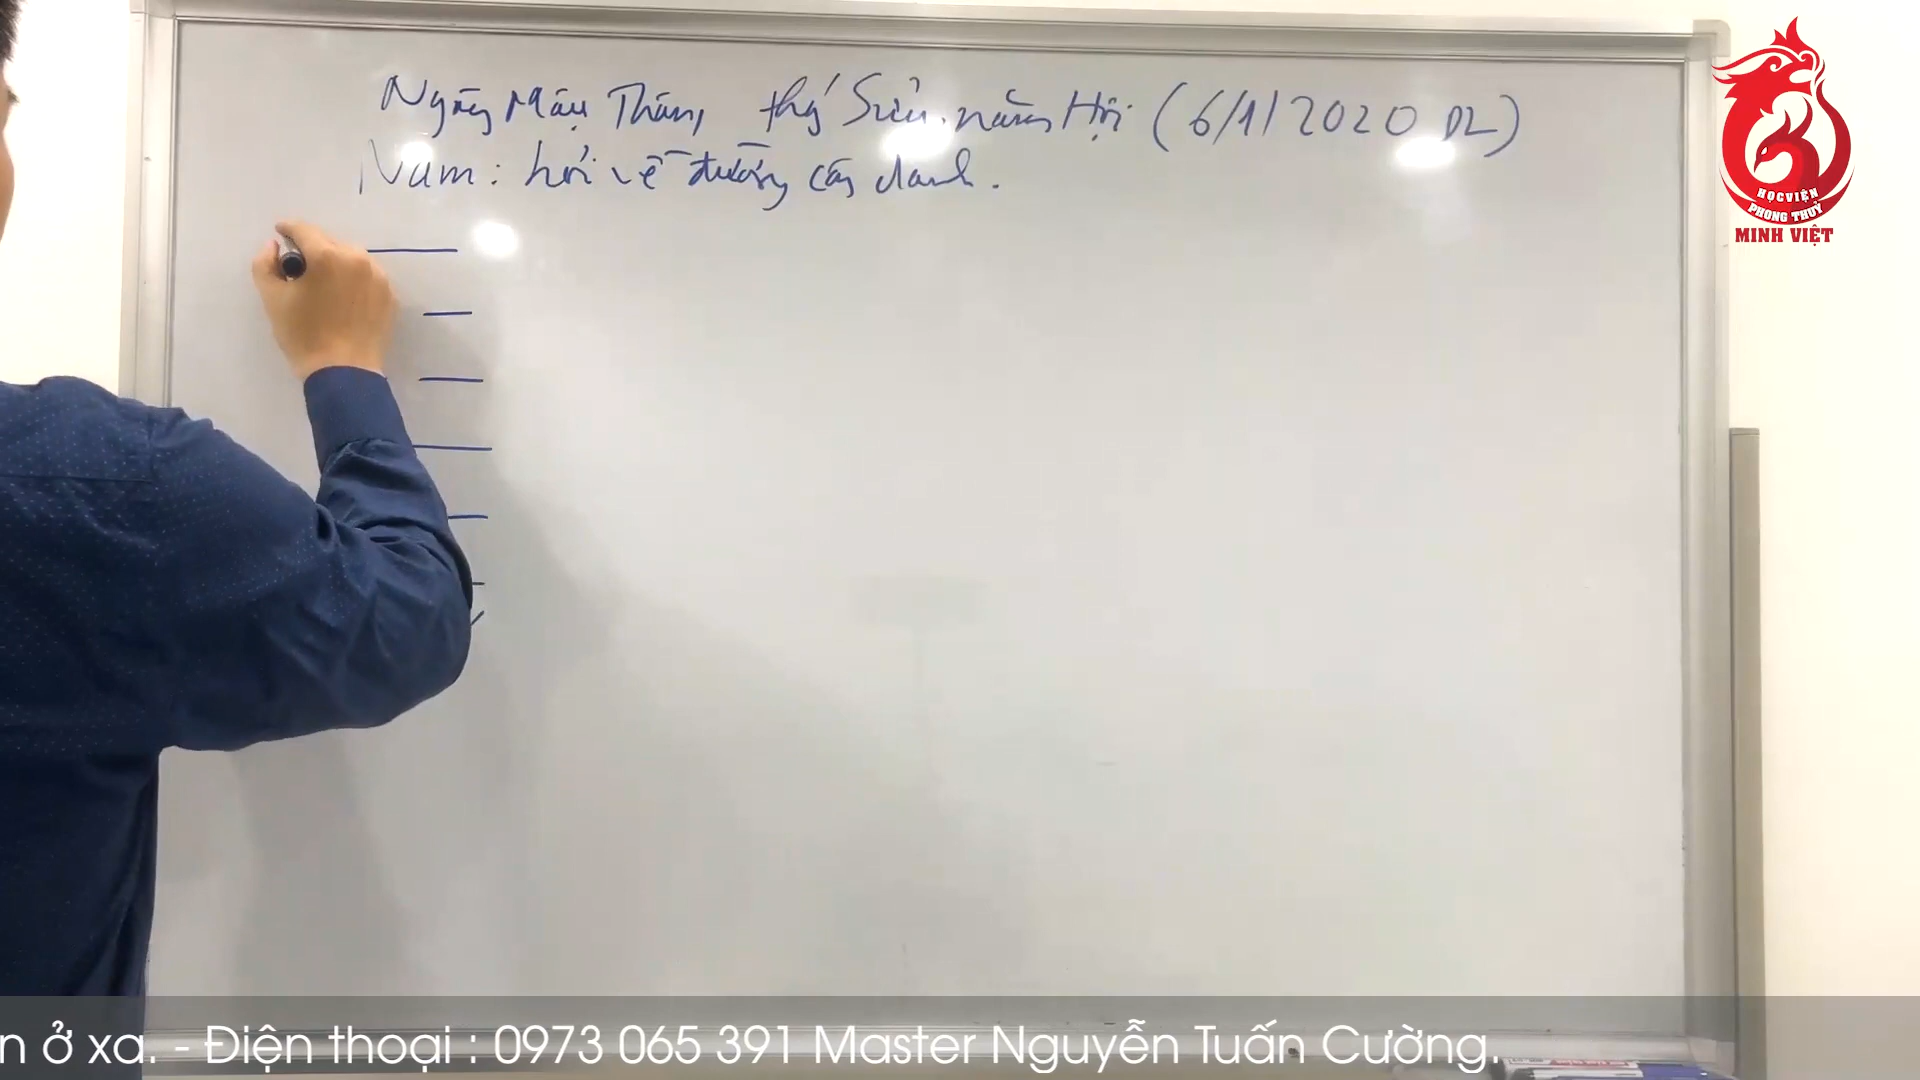 Ngày Mậu Thân, thg Sửu. năm Hợi (6/1/2020 DL)
Nam: hỏi về đường công danh.
HỌC VIỆN
PHONG THUỶ
MINH VIỆT
n ở xa. - Điện thoại : 0973 065 391 Master Nguyễn Tuấn Cường.